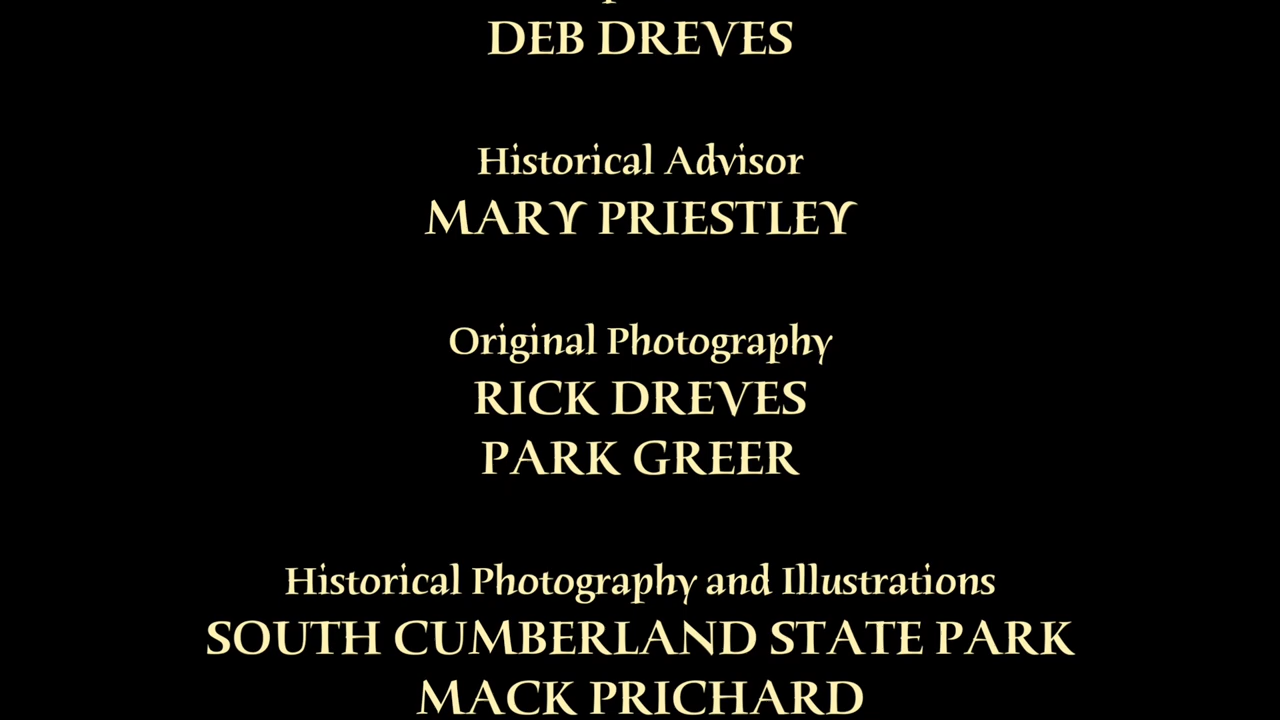 DEB DREVES
Historical Advisor
MARY PRIESTLEY
Original Photography
RICK DREVES
PARK GREER
Historical Photography and Illustrations
SOUTH CUMBERLAND STATE PARK
MACK PRICHARD